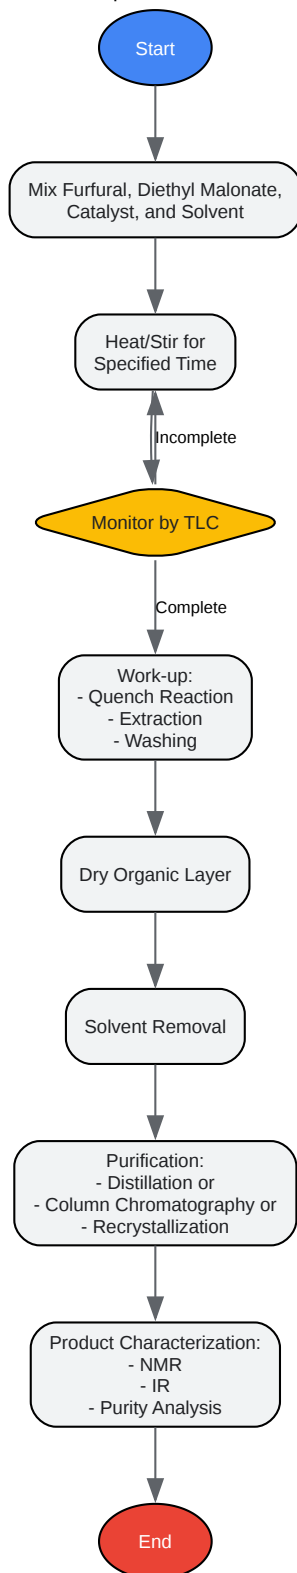 Start
Mix Furfural, Diethyl Malonate,
Catalyst, and Solvent
Heat/Stir for
Specified Time
Incomplete
Monitor by TLC
Complete
Work-up:
- Quench Reaction
- Extraction
- Washing
Dry Organic Layer
Solvent Removal
Purification:
- Distillation or
- Column Chromatography or
- Recrystallization
Product Characterization:
- NMR
- IR
- Purity Analysis
End